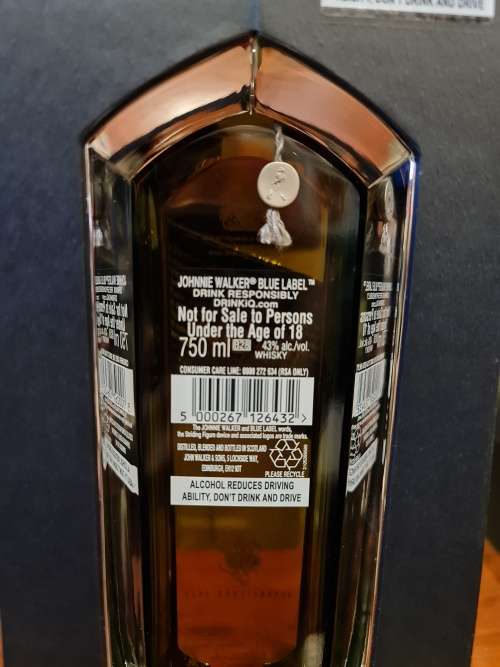 JOHNNIE WALKER® BLUE LABEL™
DRINK RESPONSIBLY
DRINKiQ.com
Not for Sale to Persons
Under the Age of 18
750 ml 43% alc./vol.
WHISKY
CONSUMER CARE LINE: 0800 272 634 (RSA ONLY)
5 000267 126432 >
The JOHNNIE WALKER and BLUE LABEL words,
the Striding Figure device and associated logos are trade marks.
DISTILLED, BLENDED AND BOTTLED IN SCOTLAND
JOHN WALKER & SONS, 5 LOCHSIDE WAY,
EDINBURGH, EH12 9DT
PLEASE RECYCLE
ALCOHOL REDUCES DRIVING
ABILITY, DON'T DRINK AND DRIVE